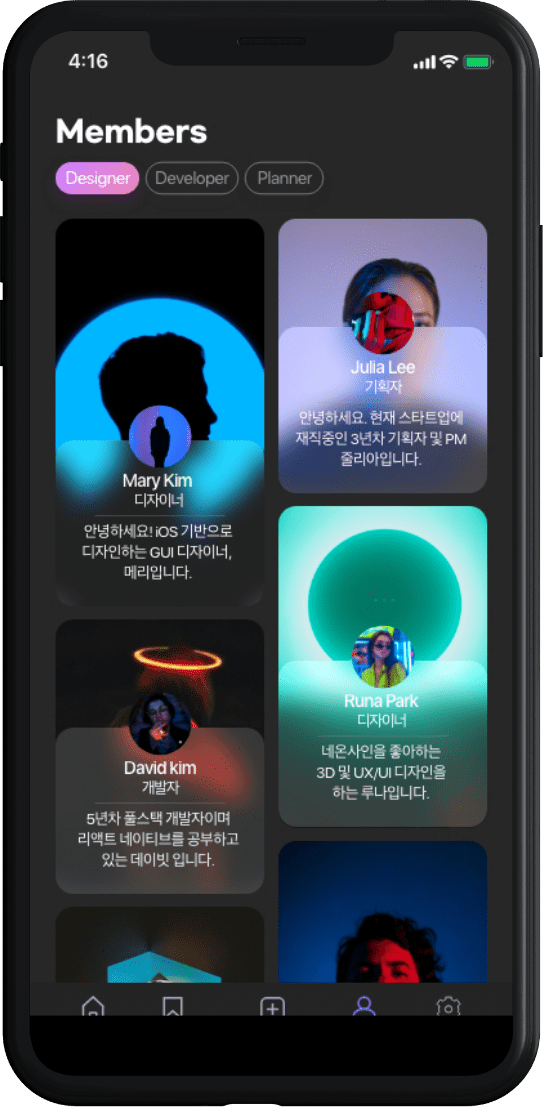 4:16
Members
Designer
Developer
Planner
Mary Kim
디자이너
안녕하세요! iOS 기반으로
디자인하는 GUI 디자이너,
메리입니다.
Julia Lee
기획자
안녕하세요. 현재 스타트업에
재직중인 3년차 기획자 및 PM
줄리아입니다.
David kim
개발자
5년차 풀스택 개발자이며
리액트 네이티브를 공부하고
있는 데이빗 입니다.
Runa Park
디자이너
네온사인을 좋아하는
3D 및 UX/UI 디자인을
하는 루나입니다.